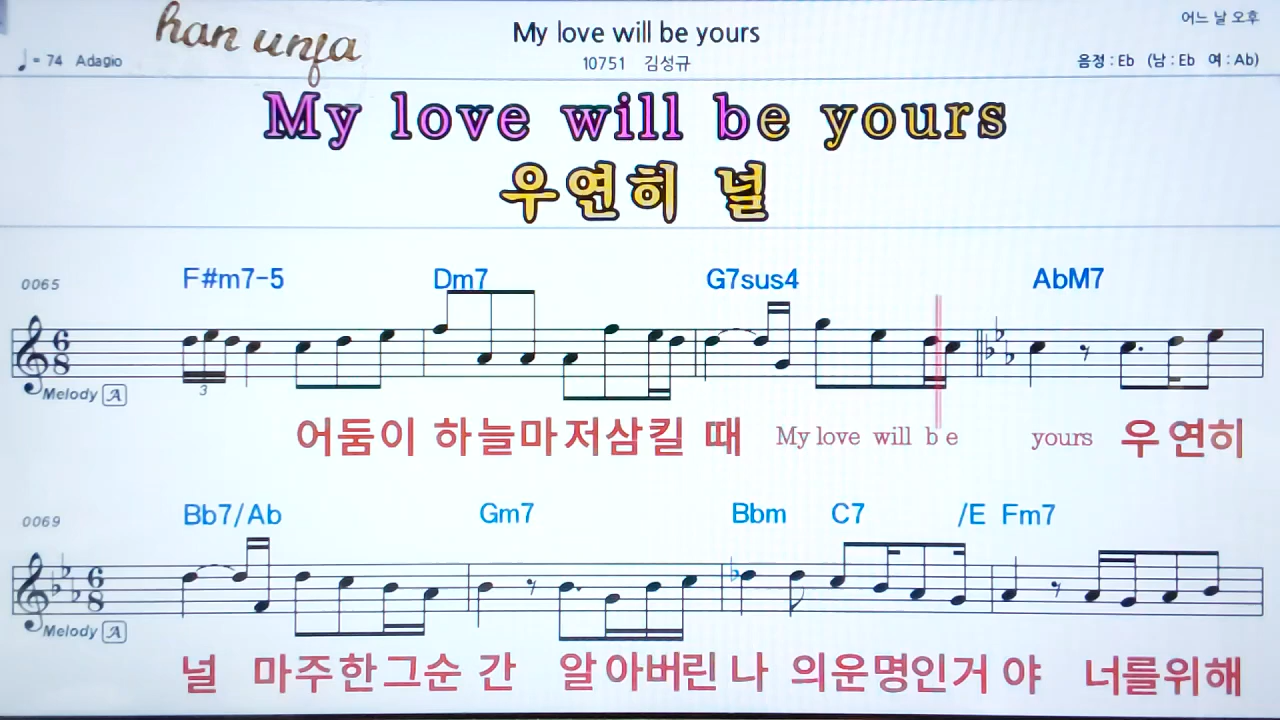 han unfa
My love will be yours
어느 날 오후
♩= 74 Adagio
10751 김성규
음정 : Eb (남 : Eb 여 : Ab)
My love will be yours
우연히 널
0065 F#m7-5 Dm7 G7sus4 AbM7
6 8
3
Melody A
어둠이 하늘마저삼킬 때 My love will be yours 우연히
0069 Bb7/Ab Gm7 Bbm C7 /E Fm7
6 8
Melody A
널 마주한그순간 알아버린나 의운명인거야 너를위해